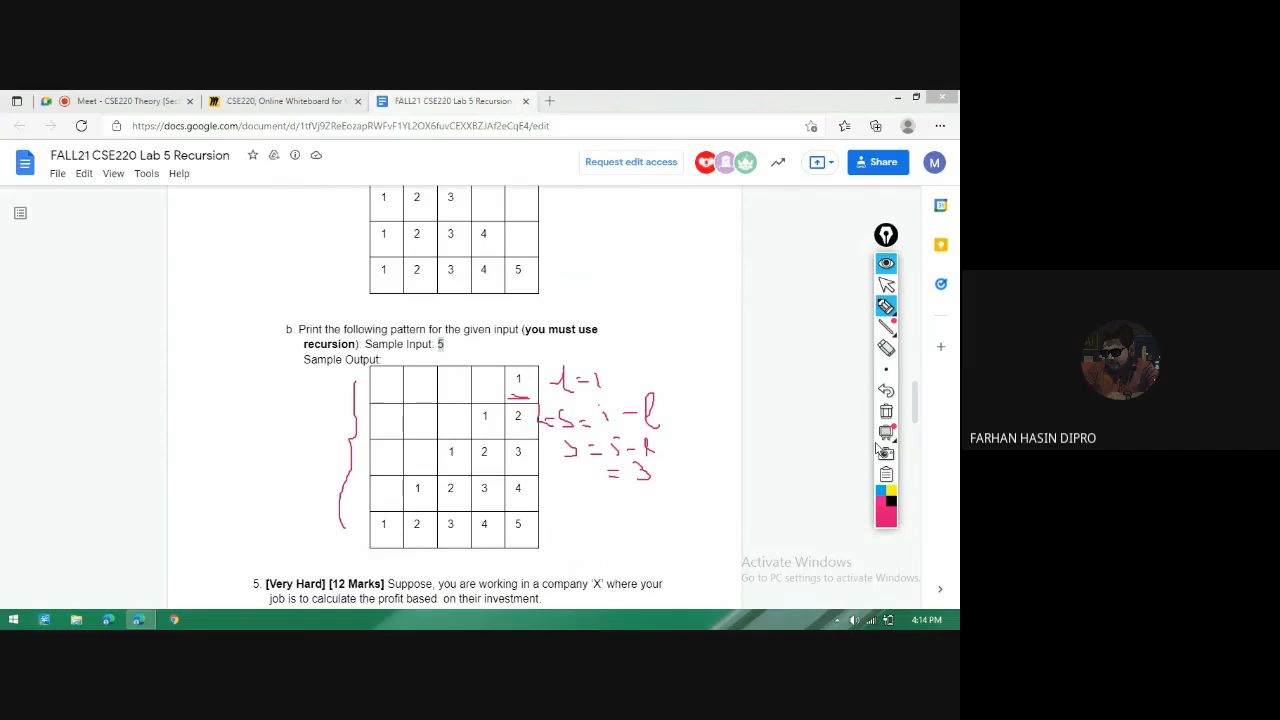 Meet - CSE220 Theory [Sec
CSE220, Online Whiteboard for V
FALL21 CSE220 Lab 5 Recursion
https://docs.google.com/document/d/1tfVj9ZReEozapRWFvF1YL2OX6fuvCEXXBZJAf2eCqE4/edit
FALL21 CSE220 Lab 5 Recursion
Request edit access
Share
M
File Edit View Tools Help
1 2 3
1 2 3 4
1 2 3 4 5
b. Print the following pattern for the given input (you must use
recursion): Sample Input: 5
Sample Output:
1
1 2
1 2 3
1 2 3 4
1 2 3 4 5
= 3
5. [Very Hard] [12 Marks] Suppose, you are working in a company 'X' where your
job is to calculate the profit based on their investment.
Activate Windows
Go to PC settings to activate Windows.
4:14 PM
FARHAN HASIN DIPRO